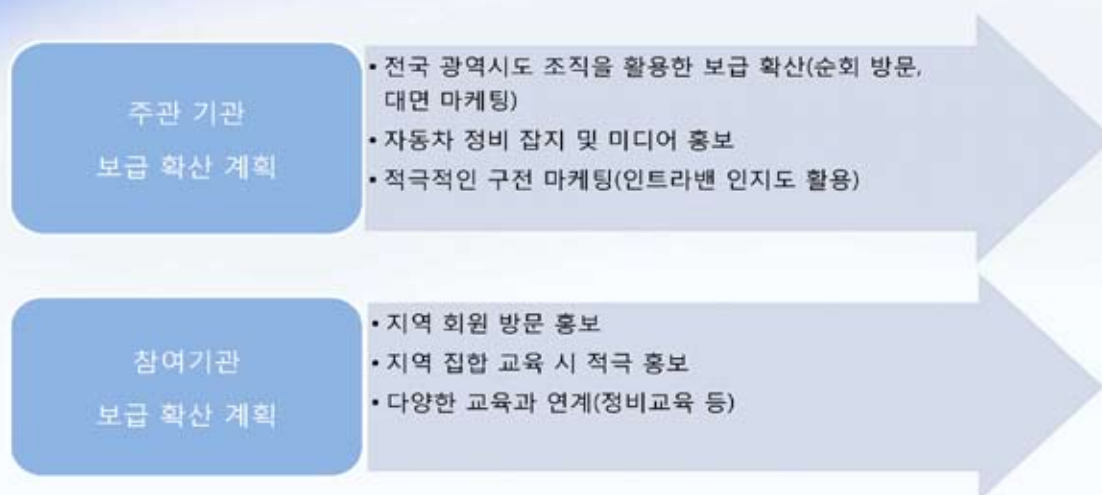 주관 기관
보급 확산 계획
• 전국 광역시도 조직을 활용한 보급 확산(순회 방문,
대면 마케팅)
• 자동차 정비 잡지 및 미디어 홍보
• 적극적인 구전 마케팅(인트라밴 인지도 활용)
참여기관
보급 확산 계획
• 지역 회원 방문 홍보
• 지역 집합 교육 시 적극 홍보
• 다양한 교육과 연계(정비교육 등)